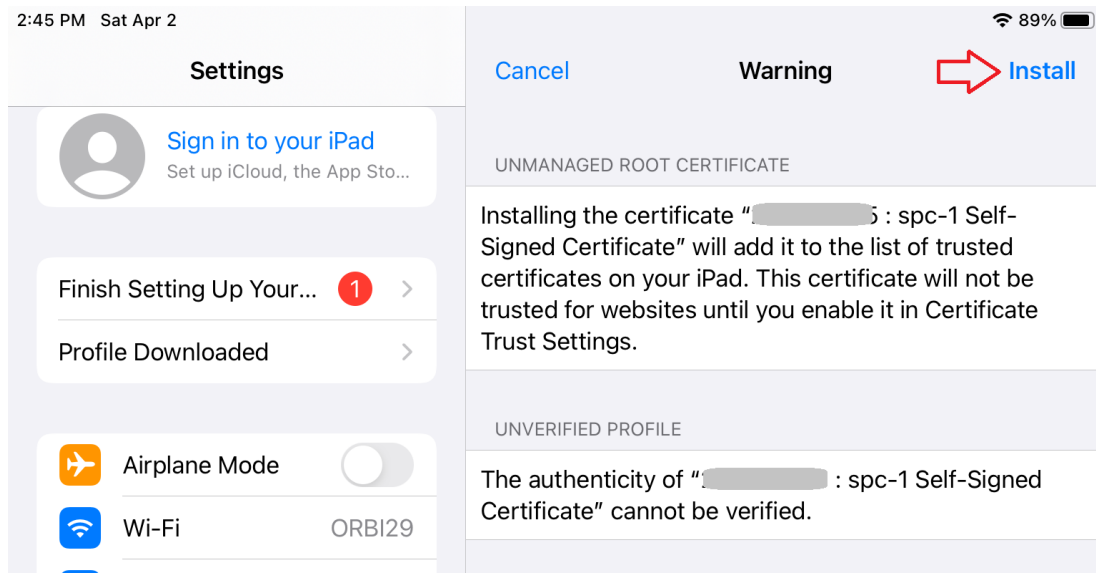 2:45 PM Sat Apr 2
89%
Settings
Sign in to your iPad
Set up iCloud, the App Sto...
Finish Setting Up Your... 1
Profile Downloaded
Airplane Mode
Wi-Fi ORBI29
Cancel Warning Install
UNMANAGED ROOT CERTIFICATE
Installing the certificate “ : spc-1 Self-
Signed Certificate” will add it to the list of trusted
certificates on your iPad. This certificate will not be
trusted for websites until you enable it in Certificate
Trust Settings.
UNVERIFIED PROFILE
The authenticity of “ : spc-1 Self-Signed
Certificate” cannot be verified.